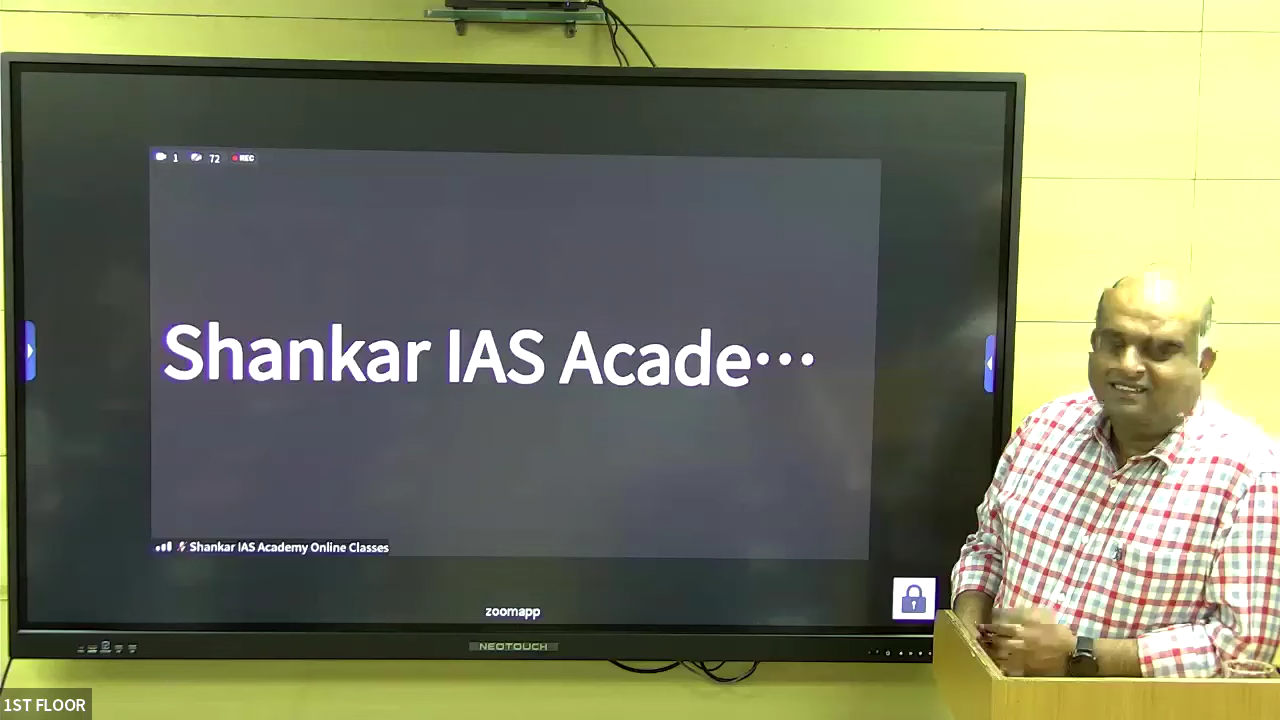 1 72 REC
Shankar IAS Acade...
Shankar IAS Academy Online Classes
zoomapp
NEOTOUCH
1ST FLOOR